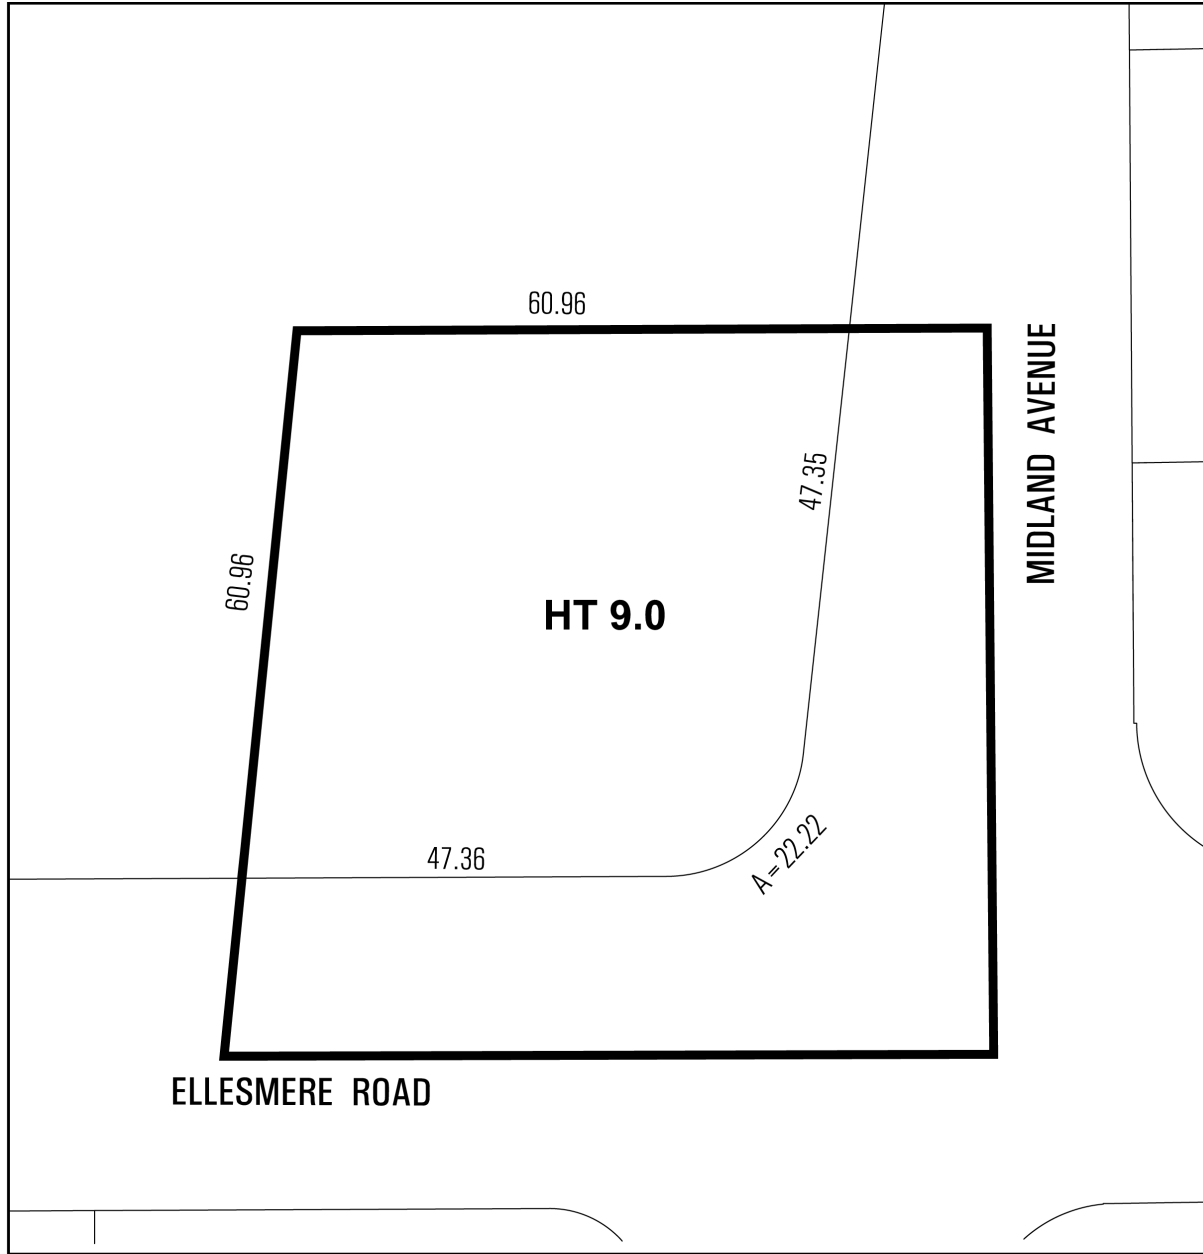 60.96
MIDLAND AVENUE
47.35
60.96
HT 9.0
A = 22.22
47.36
ELLESMERE ROAD